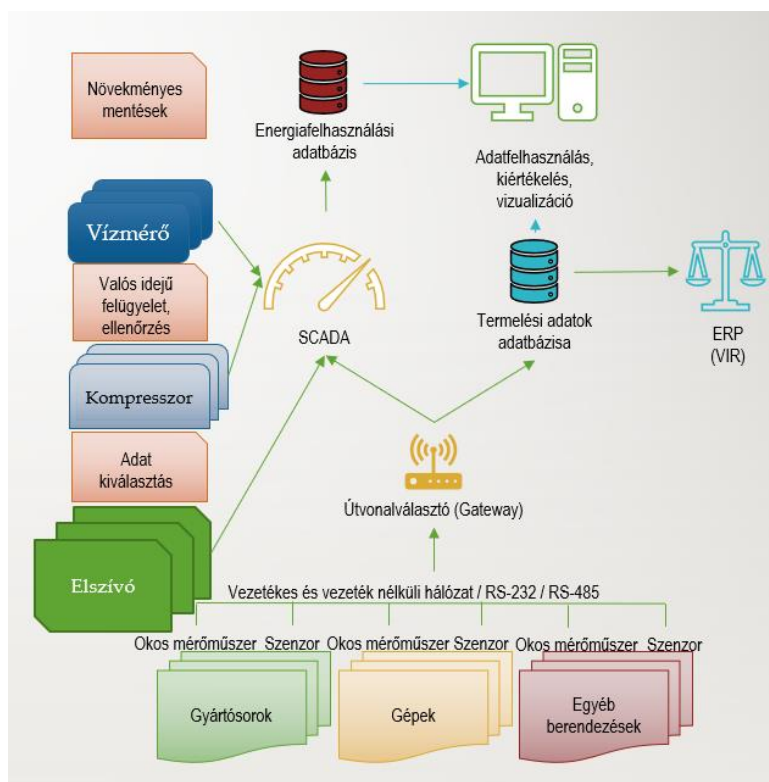 Növekményes
mentések
Energiafelhasználási
adatbázis
Adatfelhasználás,
kiértékelés,
vizualizáció
Vízmérő
Valós idejű
felügyelet,
ellenőrzés
SCADA
Termelési adatok
adatbázisa
ERP
(VIR)
Kompresszor
Adat
kiválasztás
Útvonalválasztó (Gateway)
Elszívó
Vezetékes és vezeték nélküli hálózat / RS-232 / RS-485
Okos mérőműszer Szenzor Okos mérőműszer Szenzor Okos mérőműszer Szenzor
Gyártósorok
Gépek
Egyéb
berendezések